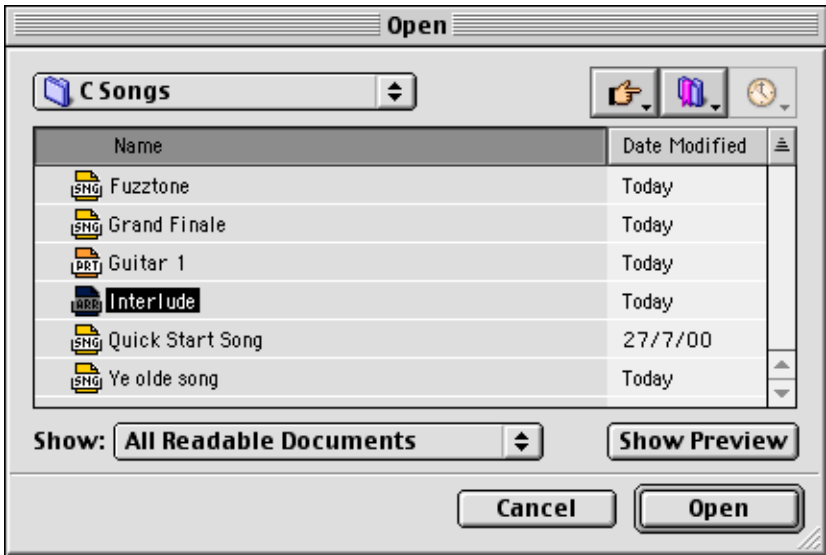 Open
C Songs
Name Date Modified
SNG Fuzztone Today
SNG Grand Finale Today
PRT Guitar 1 Today
ARR Interlude Today
SNG Quick Start Song 27/7/00
SNG Ye olde song Today
Show: All Readable Documents Show Preview
Cancel Open